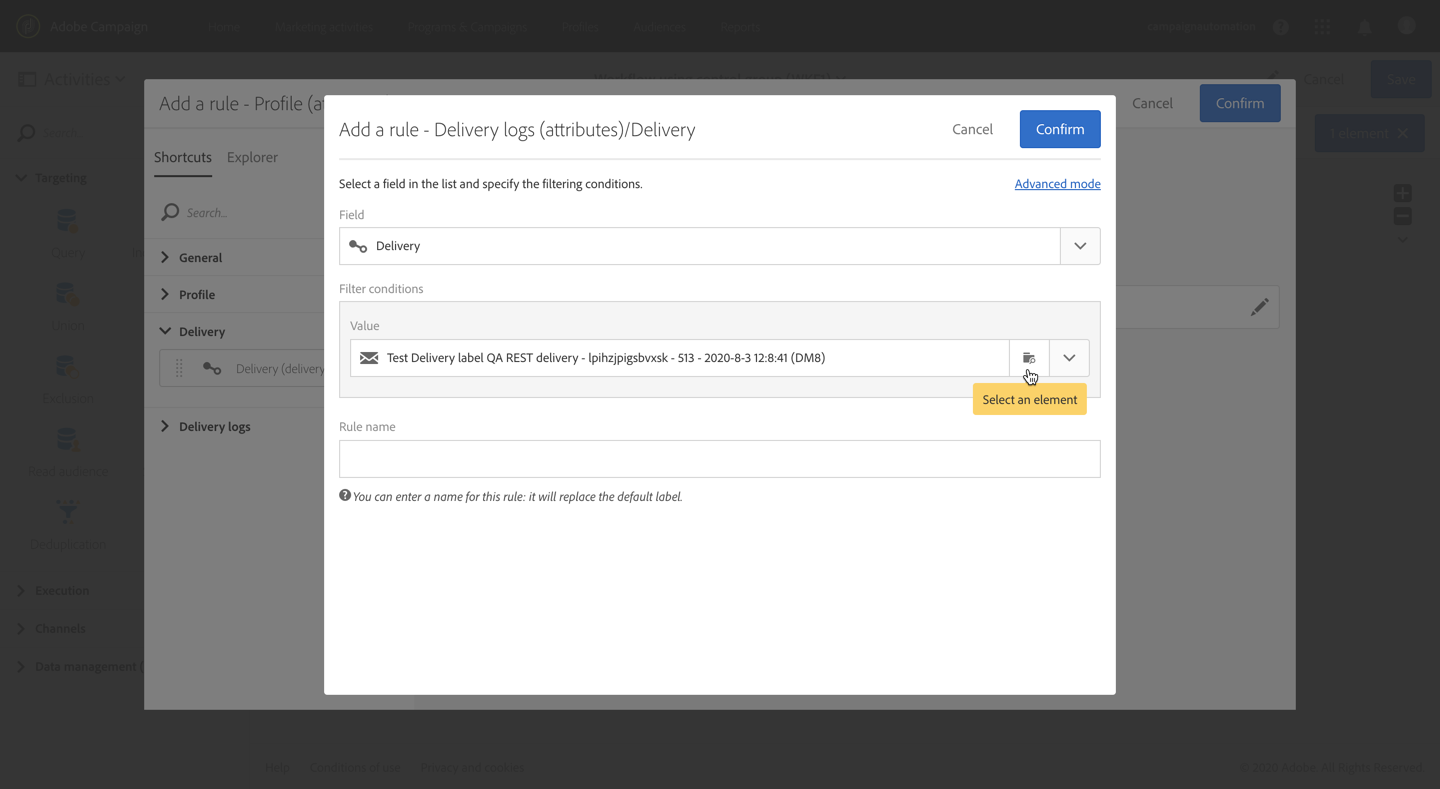 Adobe Campaign Home Marketing activities Programs & Campaigns Profiles Audiences Reports
Activities
Cancel Save
Search...
1 element
Targeting
Query
Union
Exclusion
Read audience
Deduplication
Execution
Channels
Data management
Add a rule - Profile
Cancel Confirm
Shortcuts Explorer
Search...
General
Profile
Delivery
Delivery (delivery
Delivery logs
Add a rule - Delivery logs (attributes)/Delivery
Cancel Confirm
Select a field in the list and specify the filtering conditions.
Advanced mode
Field
Delivery
Filter conditions
Value
Test Delivery label QA REST delivery - lpihzjpigsbvxsk - 513 - 2020-8-3 12:8:41 (DM8)
Select an element
Rule name
You can enter a name for this rule: it will replace the default label.
Help Conditions of use Privacy and cookies
© 2020 Adobe. All Rights Reserved.